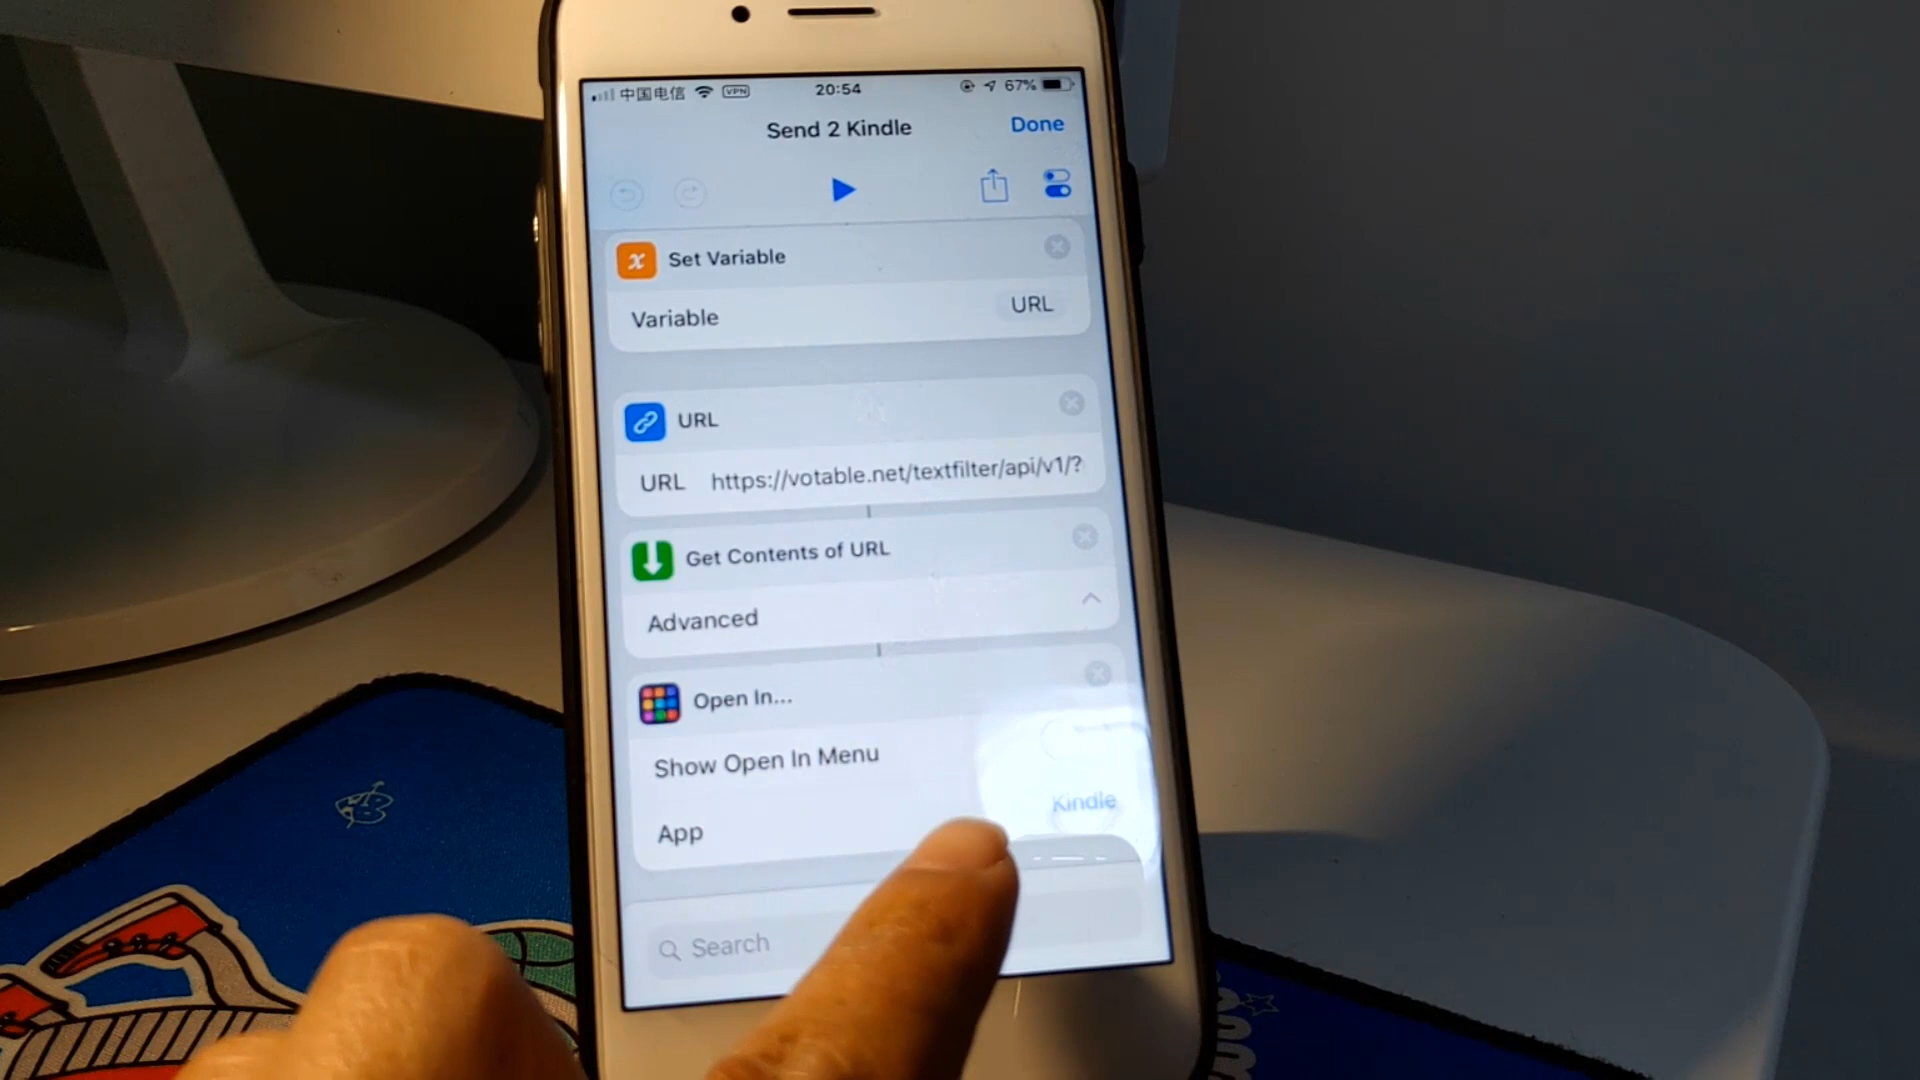 中国电信 VPN 20:54 67%
Send 2 Kindle Done
Set Variable
Variable URL
URL
URL https://votable.net/textfilter/api/v1/?
Get Contents of URL
Advanced
Open In...
Show Open In Menu
App Kindle
Search